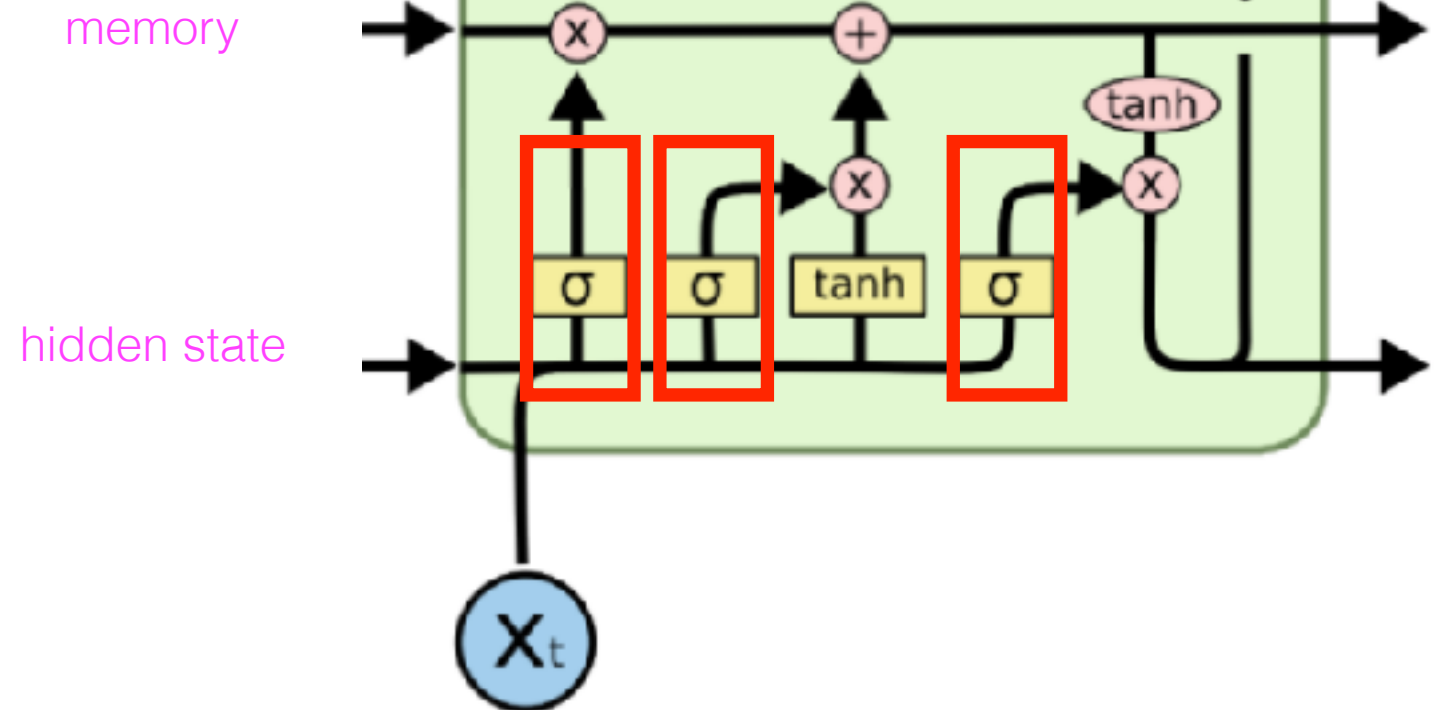 memory
x
+
tanh
x
x
σ
σ
tanh
σ
hidden state
Xt